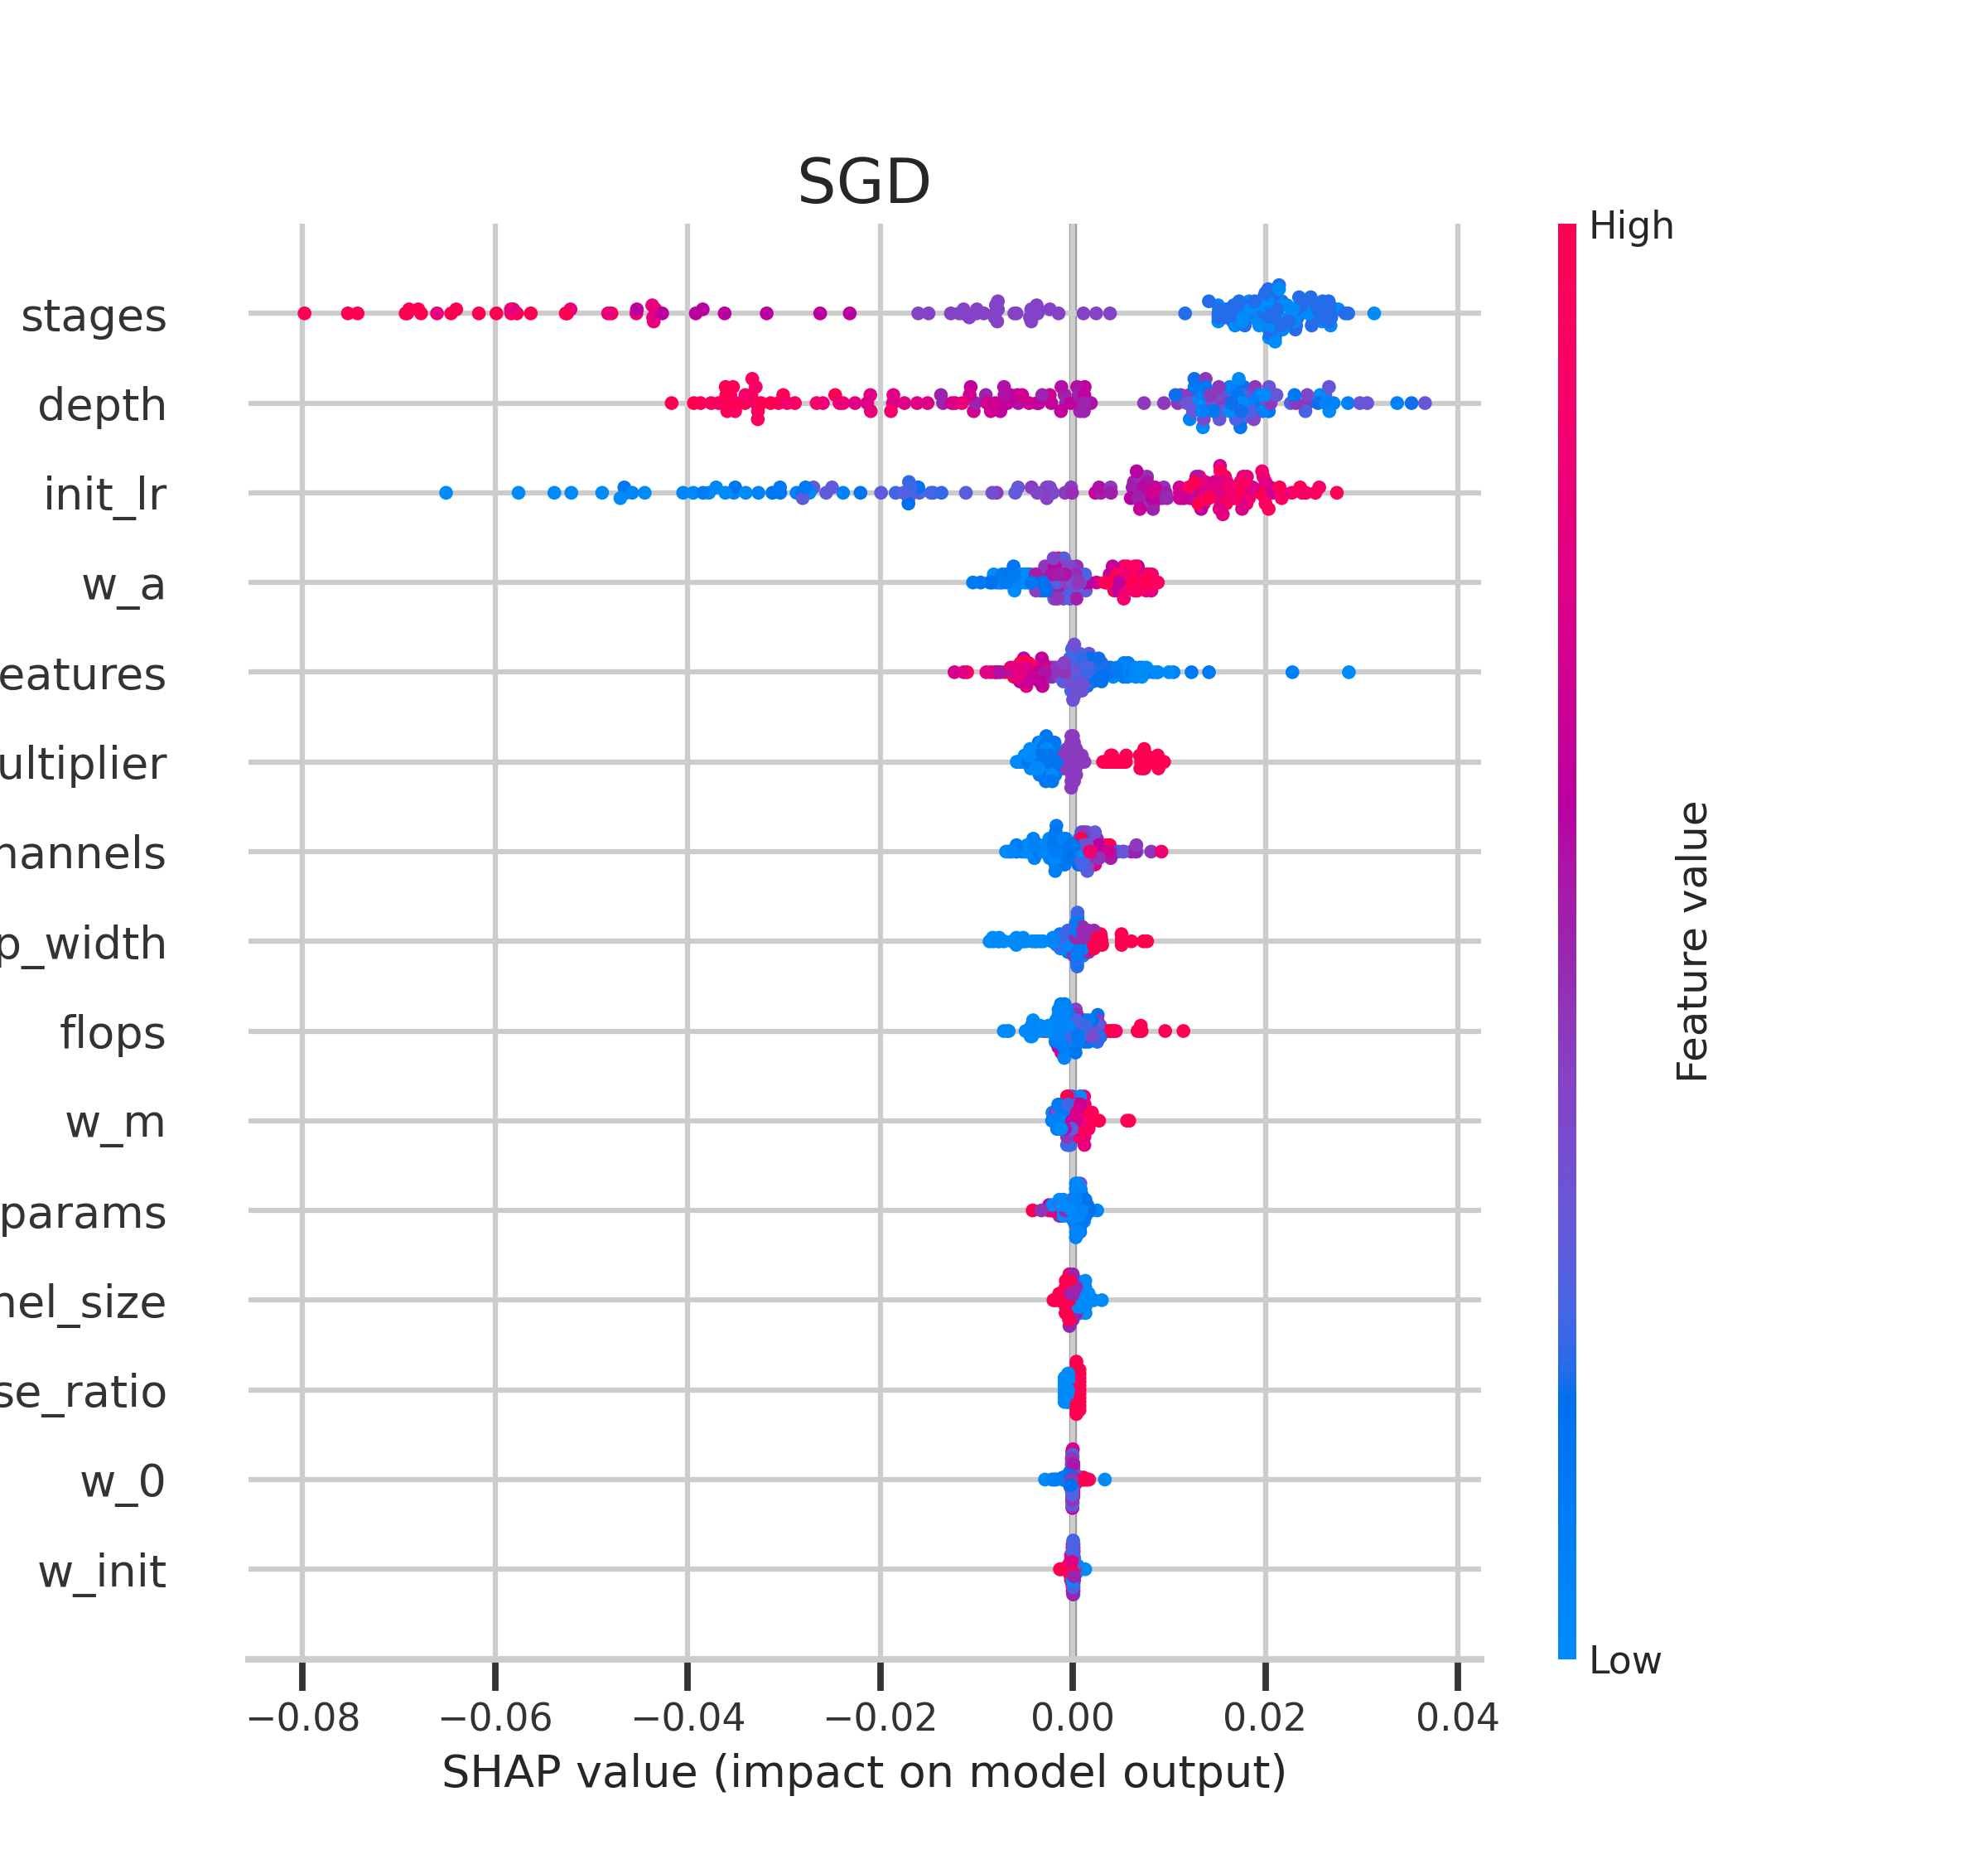 SGD
High
stages
depth
init_lr
w_a
eatures
ultiplier
hannels
p_width
flops
w_m
params
nel_size
se_ratio
w_0
w_init
Feature value
Low
−0.08 −0.06 −0.04 −0.02 0.00 0.02 0.04
SHAP value (impact on model output)